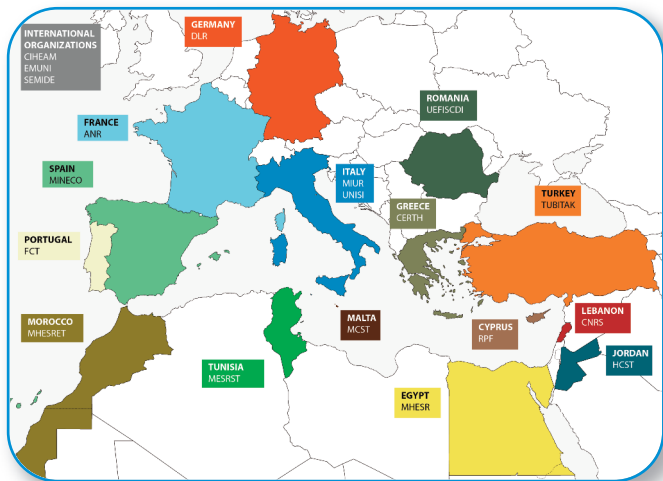 INTERNATIONAL
ORGANIZATIONS
CIHEAM
EMUNI
SEMIDE
GERMANY
DLR
FRANCE
ANR
ROMANIA
UEFISCDI
SPAIN
MINECO
ITALY
MIUR
UNISI
TURKEY
TUBITAK
GREECE
CERTH
PORTUGAL
FCT
MOROCCO
MHESRET
MALTA
MCST
CYPRUS
RPF
LEBANON
CNRS
TUNISIA
MESRST
JORDAN
HCST
EGYPT
MHESR